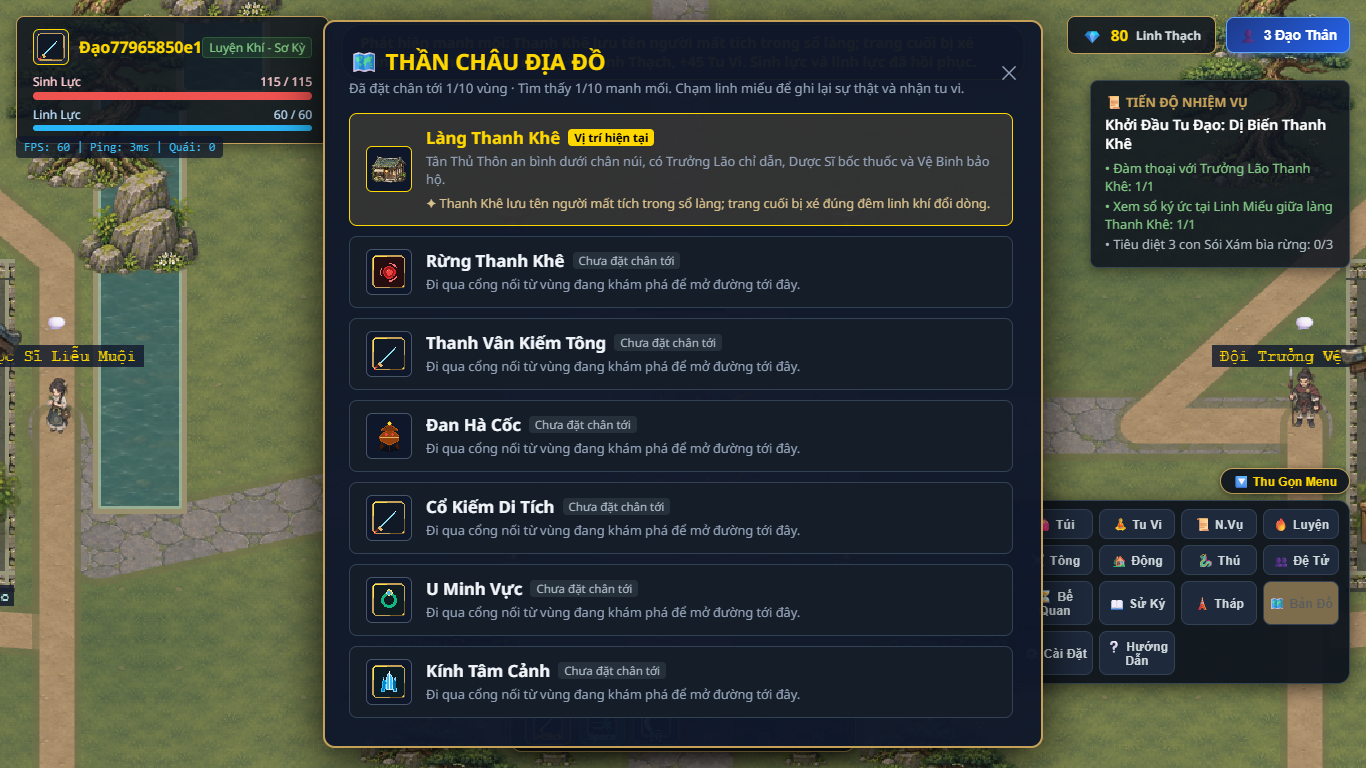 Đạo77965850e1
Luyện Khí - Sơ Kỳ
Sinh Lực
115 / 115
Linh Lực
60 / 60
FPS: 60 | Ping: 3ms | Quái: 0
THẦN CHÂU ĐỊA ĐỒ
Đã đặt chân tới 1/10 vùng · Tìm thấy 1/10 manh mối. Chạm linh miếu để ghi lại sự thật và nhận tu vi.
Làng Thanh Khê
Vị trí hiện tại
Tân Thủ Thôn an bình dưới chân núi, có Trưởng Lão chỉ dẫn, Dược Sĩ bốc thuốc và Vệ Binh bảo
hộ.
✦ Thanh Khê lưu tên người mất tích trong sổ làng; trang cuối bị xé đúng đêm linh khí đổi dòng.
Rừng Thanh Khê
Chưa đặt chân tới
Đi qua cổng nối từ vùng đang khám phá để mở đường tới đây.
Thanh Vân Kiếm Tông
Chưa đặt chân tới
Đi qua cổng nối từ vùng đang khám phá để mở đường tới đây.
Đan Hà Cốc
Chưa đặt chân tới
Đi qua cổng nối từ vùng đang khám phá để mở đường tới đây.
Cổ Kiếm Di Tích
Chưa đặt chân tới
Đi qua cổng nối từ vùng đang khám phá để mở đường tới đây.
U Minh Vực
Chưa đặt chân tới
Đi qua cổng nối từ vùng đang khám phá để mở đường tới đây.
Kính Tâm Cảnh
Chưa đặt chân tới
Đi qua cổng nối từ vùng đang khám phá để mở đường tới đây.
80 Linh Thạch
3 Đạo Thân
TIẾN ĐỘ NHIỆM VỤ
Khởi Đầu Tu Đạo: Dị Biến Thanh
Khê
• Đàm thoại với Trưởng Lão Thanh
Khê: 1/1
• Xem sổ ký ức tại Linh Miếu giữa làng
Thanh Khê: 1/1
• Tiêu diệt 3 con Sói Xám bìa rừng: 0/3
Sĩ Liễu Muội
Đội Trưởng Vệ
Thu Gọn Menu
Túi
Tu Vi
N.Vụ
Luyện
Tông
Động
Thú
Đệ Tử
Bế
Quan
Sử Ký
Tháp
Bản Đồ
Cài Đặt
Hướng
Dẫn